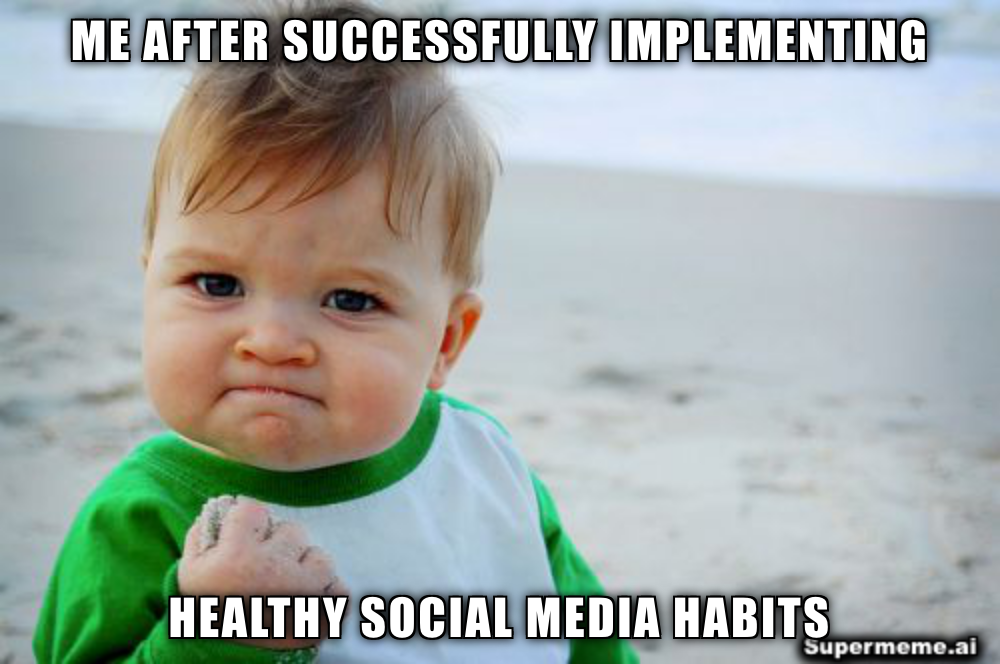 ME AFTER SUCCESSFULLY IMPLEMENTING
HEALTHY SOCIAL MEDIA HABITS
Supermeme.ai